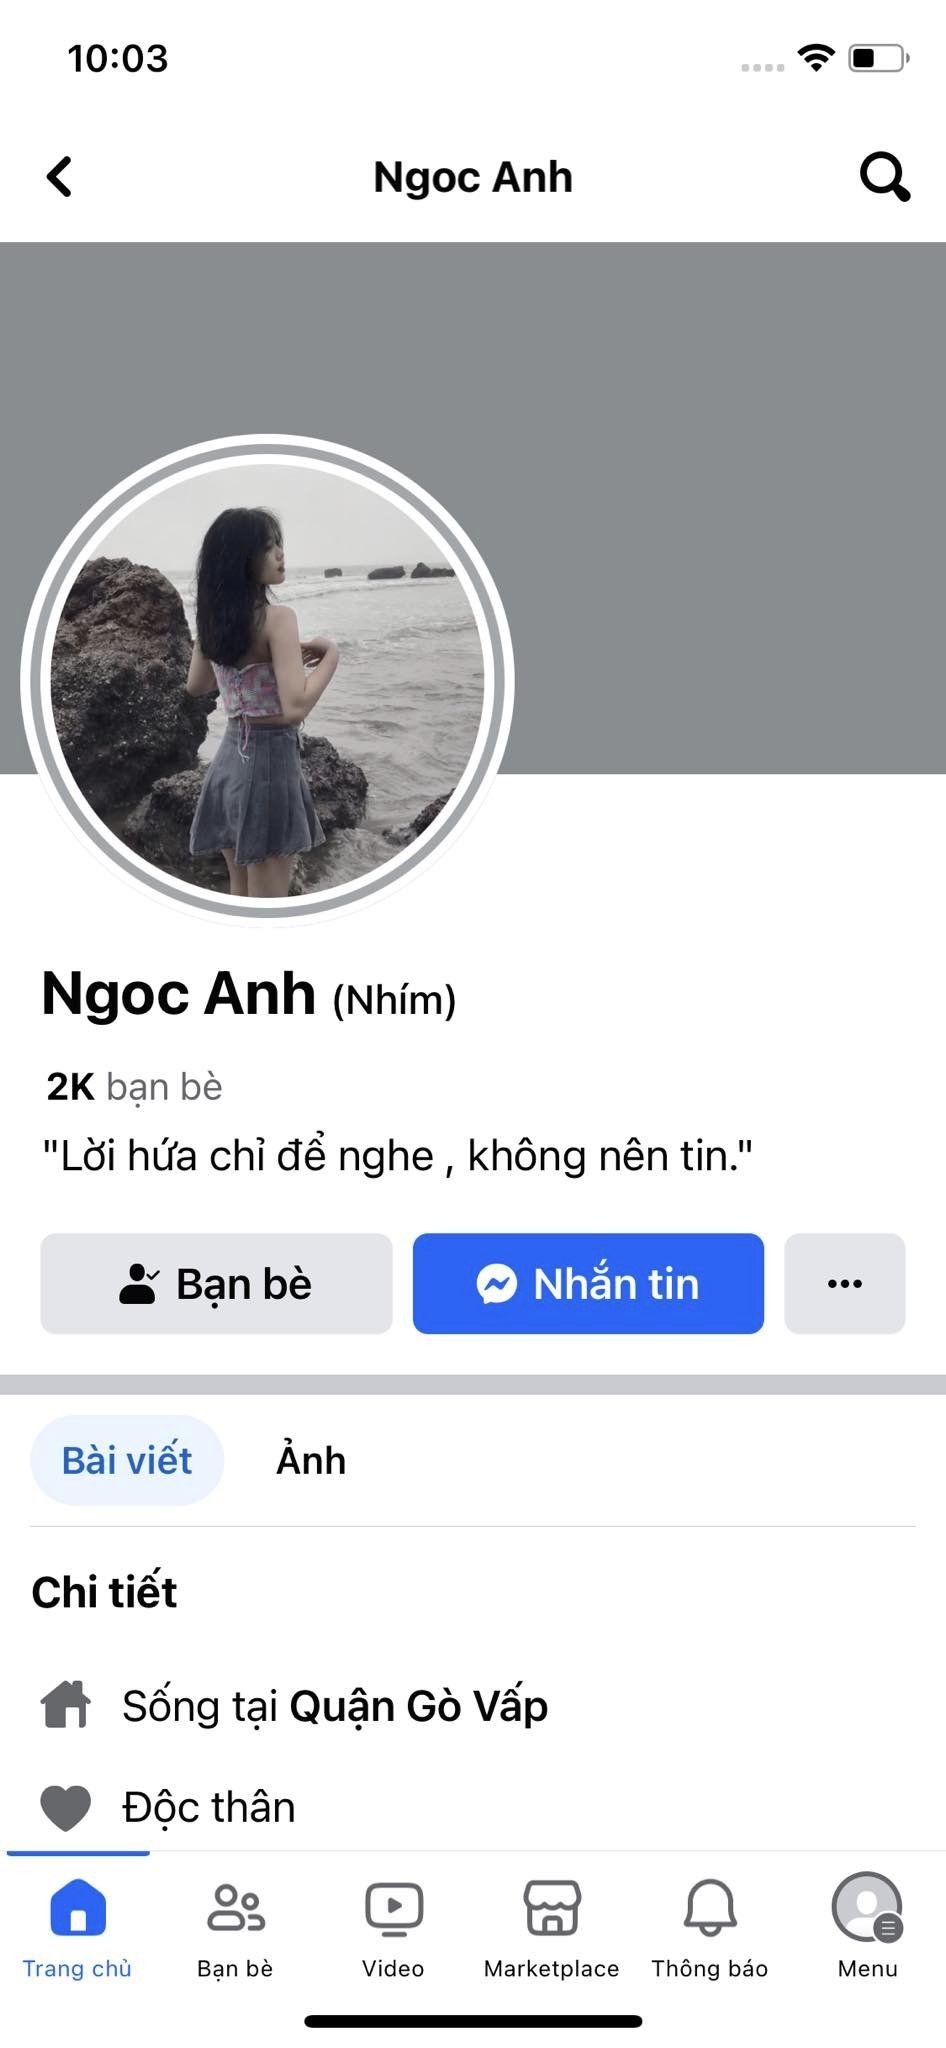 10:03
Ngoc Anh
Ngoc Anh (Nhím)
2K bạn bè
"Lời hứa chỉ để nghe , không nên tin."
Bạn bè
Nhắn tin
Bài viết
Ảnh
Chi tiết
Sống tại Quận Gò Vấp
Độc thân
Trang chủ
Bạn bè
Video
Marketplace
Thông báo
Menu